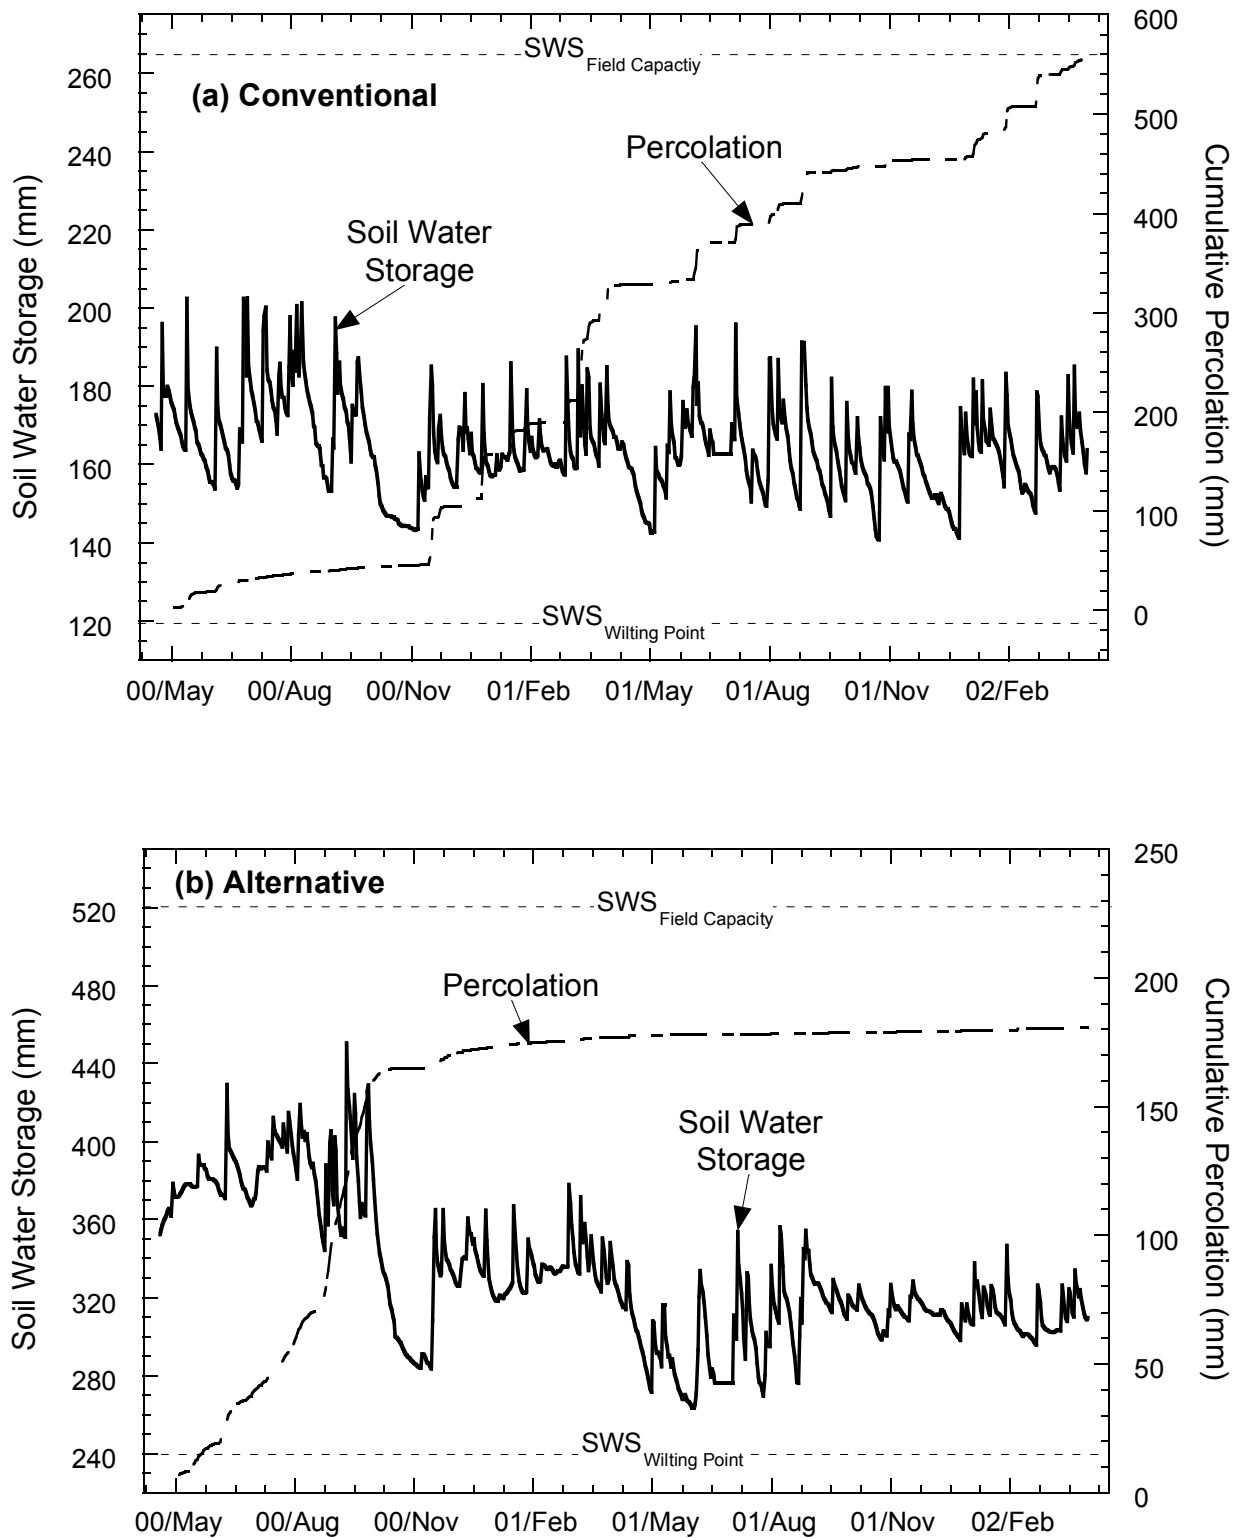 (a) Conventional
SWS Field Capactiy
Percolation
Soil Water
Storage
SWS Wilting Point
Soil Water Storage (mm)
260
240
220
200
180
160
140
120
Cumulative Percolation (mm)
600
500
400
300
200
100
0
00/May 00/Aug 00/Nov 01/Feb 01/May 01/Aug 01/Nov 02/Feb
(b) Alternative
SWS Field Capacity
Percolation
Soil Water
Storage
SWS Wilting Point
Soil Water Storage (mm)
520
480
440
400
360
320
280
240
Cumulative Percolation (mm)
250
200
150
100
50
0
00/May 00/Aug 00/Nov 01/Feb 01/May 01/Aug 01/Nov 02/Feb